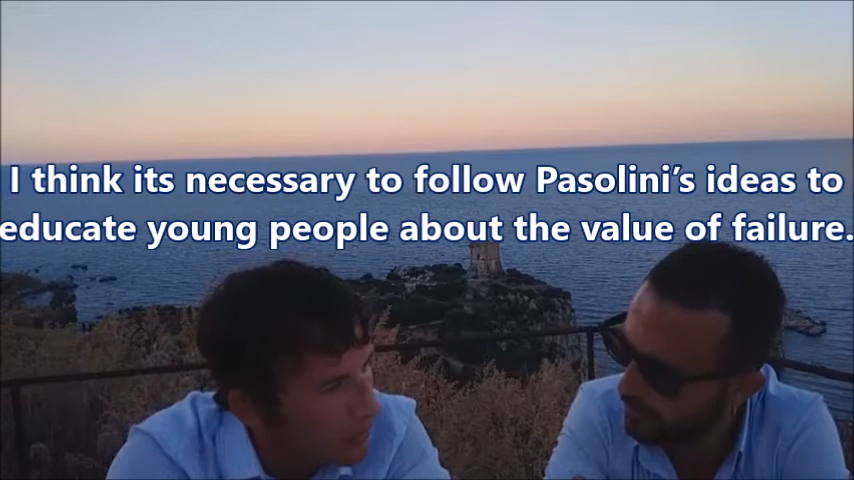 I think its necessary to follow Pasolini’s ideas to
educate young people about the value of failure.